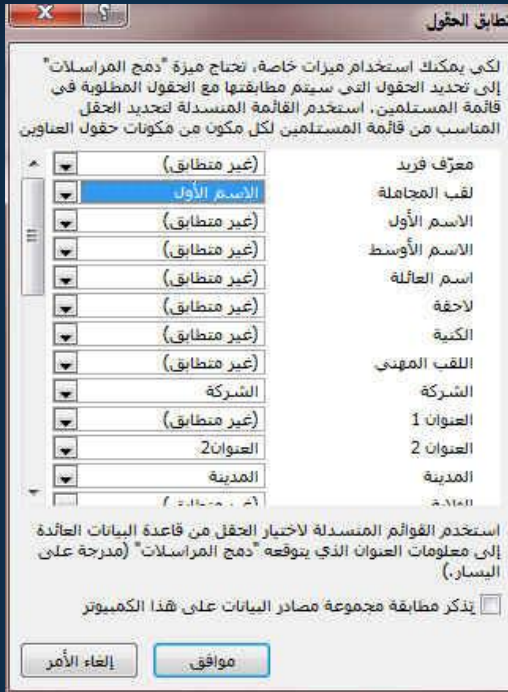 تطابق الحقول
لكي يمكنك استخدام ميزات خاصة، تحتاج ميزة "دمج المراسلات"
إلى تحديد الحقول التي سيتم مطابقتها مع الحقول المطلوبة في
قائمة المستلمين. استخدم القائمة المنسدلة لتحديد الحقل
المناسب من قائمة المستلمين لكل مكون من مكونات حقول العناوين
معرّف فريد (غير متطابق)
لقب المجاملة الاسم الأول
الاسم الأول (غير متطابق)
الاسم الأوسط (غير متطابق)
اسم العائلة (غير متطابق)
لاحقة (غير متطابق)
الكنية (غير متطابق)
اللقب المهني (غير متطابق)
الشركة الشركة
العنوان 1 (غير متطابق)
العنوان 2 العنوان2
المدينة المدينة
استخدم القوائم المنسدلة لاختيار الحقل من قاعدة البيانات العائدة
إلى معلومات العنوان الذي يتوقعه "دمج المراسلات" (مدرجة على
اليسار.)
تذكر مطابقة مجموعة مصادر البيانات على هذا الكمبيوتر
موافق إلغاء الأمر